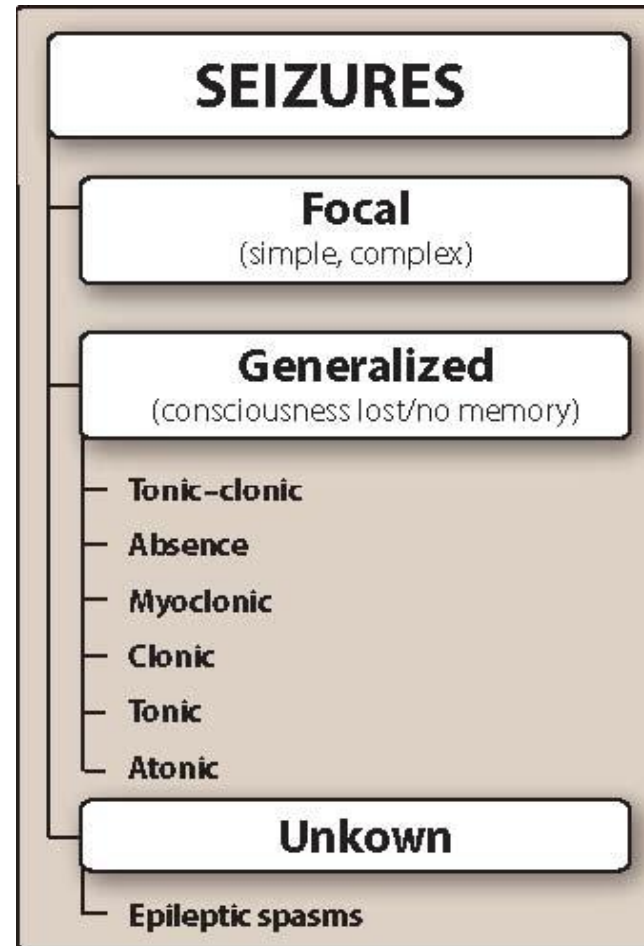 SEIZURES
Focal
(simple, complex)
Generalized
(consciousness lost/no memory)
Tonic–clonic
Absence
Myoclonic
Clonic
Tonic
Atonic
Unkown
Epileptic spasms